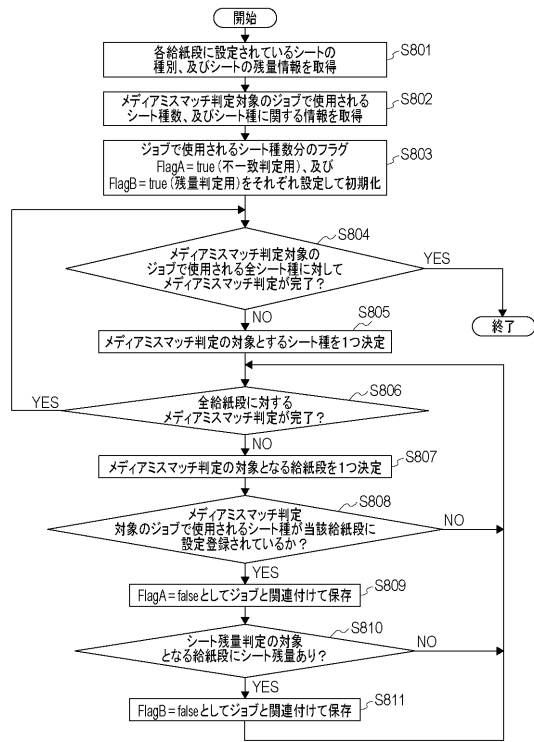 開始
各給紙段に設定されているシートの
種別、及びシートの残量情報を取得
S801
メディアミスマッチ判定対象のジョブで使用される
シート種数、及びシート種に関する情報を取得
S802
ジョブで使用されるシート種数分のフラグ
FlagA=true(不一致判定用)、及び
FlagB=true(残量判定用)をそれぞれ設定して初期化
S803
S804
メディアミスマッチ判定対象の
ジョブで使用される全シート種に対して
メディアミスマッチ判定が完了?
YES
NO
終了
S805
メディアミスマッチ判定の対象とするシート種を1つ決定
S806
YES
全給紙段に対する
メディアミスマッチ判定が完了?
NO
S807
メディアミスマッチ判定の対象となる給紙段を1つ決定
S808
メディアミスマッチ判定
対象のジョブで使用されるシート種が当該給紙段に
設定登録されているか?
NO
YES
S809
FlagA=falseとしてジョブと関連付けて保存
S810
シート残量判定の対象
となる給紙段にシート残量あり?
NO
YES
S811
FlagB=falseとしてジョブと関連付けて保存